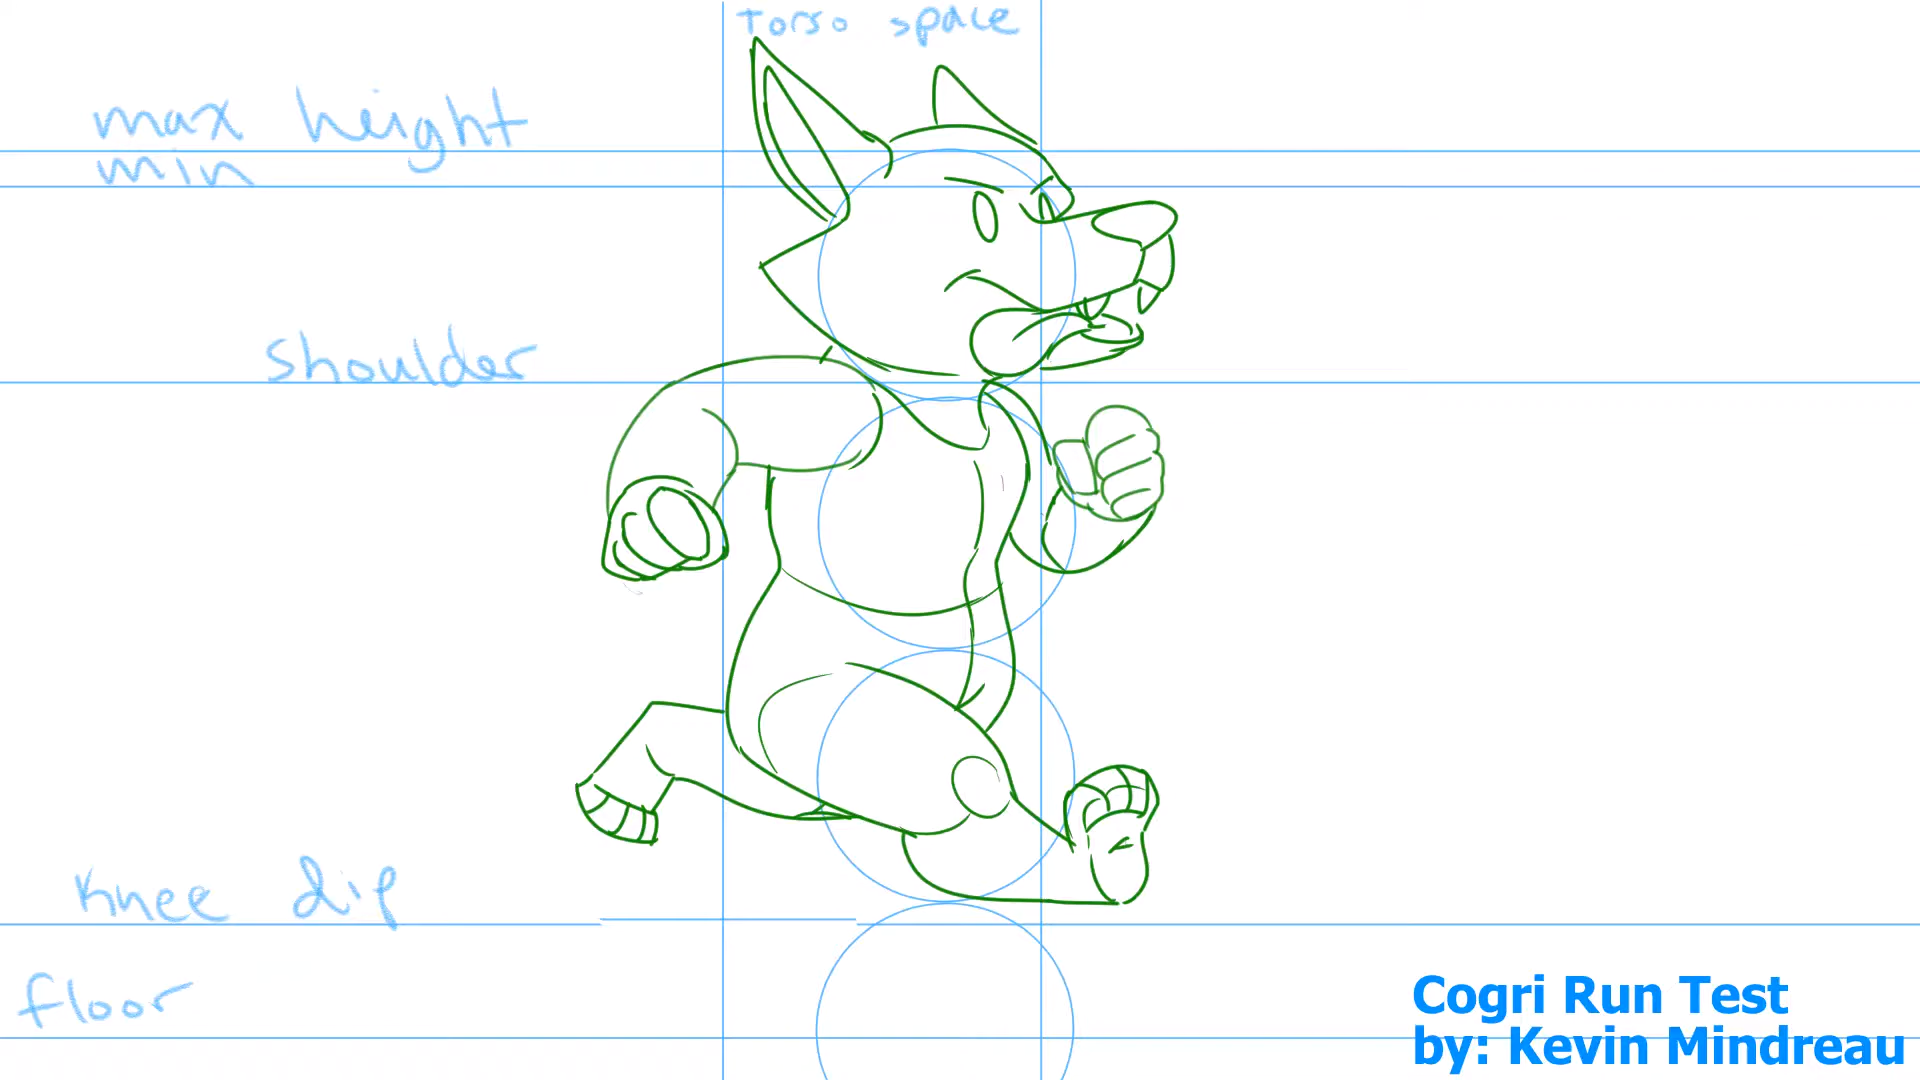 Torso space
max height
min
shoulder
knee dip
floor
Cogri Run Test
by: Kevin Mindreau